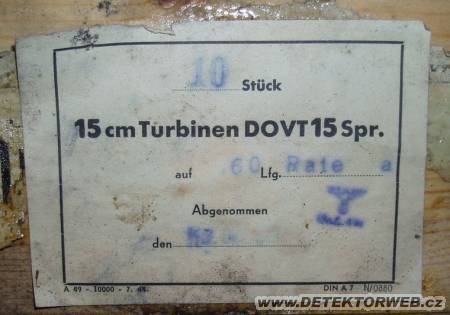 10 Stück
15 cm Turbinen DOVT 15 Spr.
auf 60 Lfg. Raie a
Abgenommen
den
A 49 - 10000 - 7. 44. DIN A 7 N/0880
www.DETEKTORWEB.cz